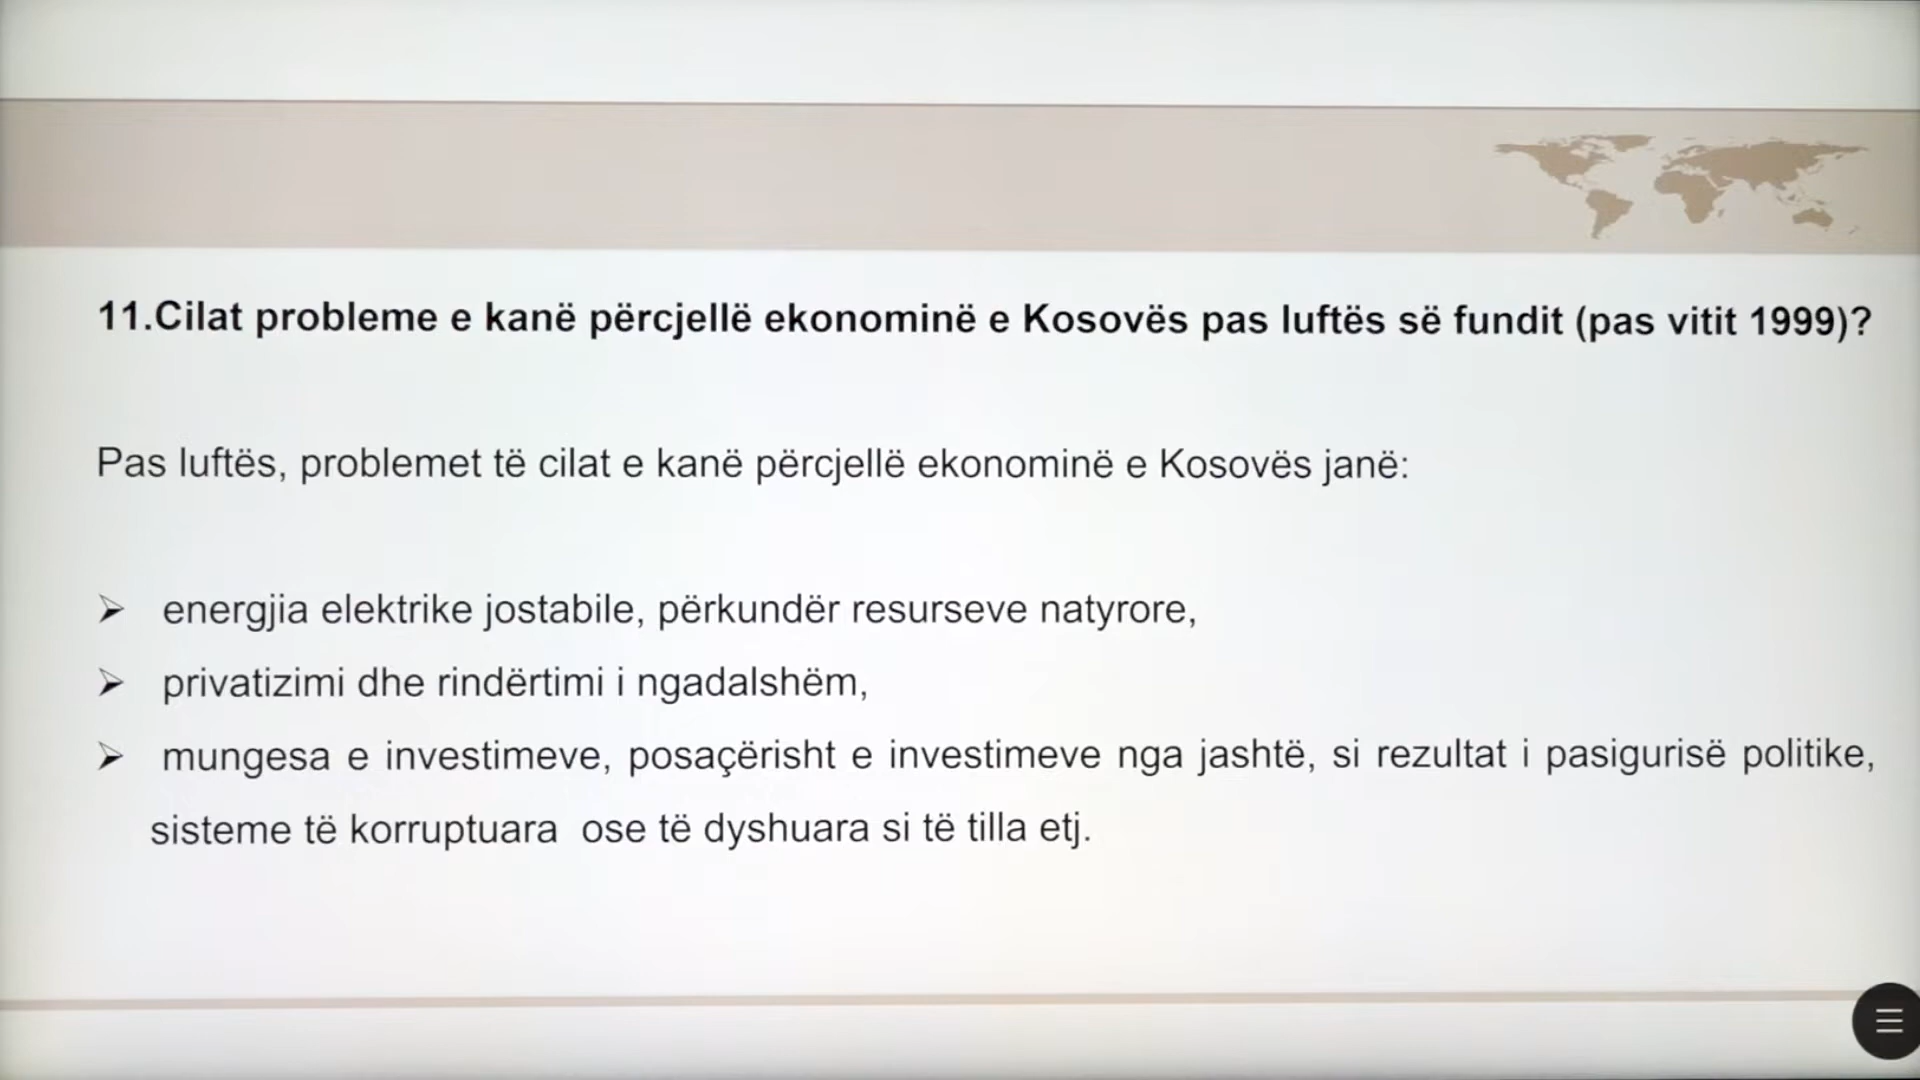 11.Cilat probleme e kanë përcjellë ekonominë e Kosovës pas luftës së fundit (pas vitit 1999)?
Pas luftës, problemet të cilat e kanë përcjellë ekonominë e Kosovës janë:
➢ energjia elektrike jostabile, përkundër resurseve natyrore,
➢ privatizimi dhe rindërtimi i ngadalshëm,
➢ mungesa e investimeve, posaçërisht e investimeve nga jashtë, si rezultat i pasigurisë politike,
sisteme të korruptuara ose të dyshuara si të tilla etj.